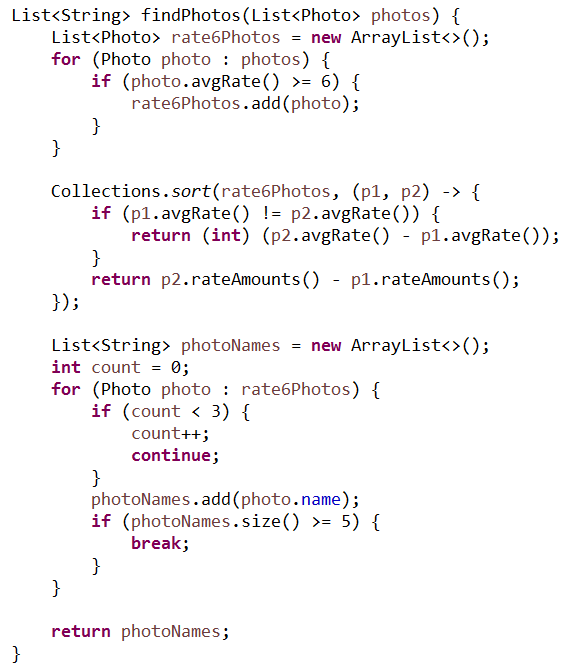 List<String> findPhotos(List<Photo> photos) {
    List<Photo> rate6Photos = new ArrayList<>();
    for (Photo photo : photos) {
        if (photo.avgRate() >= 6) {
            rate6Photos.add(photo);
        }
    }

    Collections.sort(rate6Photos, (p1, p2) -> {
        if (p1.avgRate() != p2.avgRate()) {
            return (int) (p2.avgRate() - p1.avgRate());
        }
        return p2.rateAmounts() - p1.rateAmounts();
    });

    List<String> photoNames = new ArrayList<>();
    int count = 0;
    for (Photo photo : rate6Photos) {
        if (count < 3) {
            count++;
            continue;
        }
        photoNames.add(photo.name);
        if (photoNames.size() >= 5) {
            break;
        }
    }

    return photoNames;
}